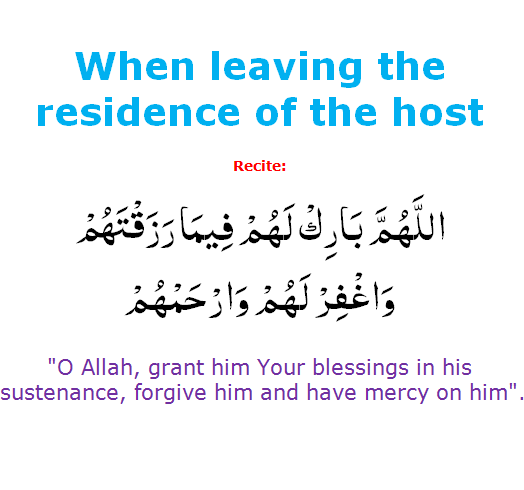 When leaving the
residence of the host
Recite:
اللَّهُمَّ بَارِكْ لَهُمْ فِيمَا رَزَقْتَهُمْ
وَاغْفِرْ لَهُمْ وَارْحَمْهُمْ
"O Allah, grant him Your blessings in his
sustenance, forgive him and have mercy on him".